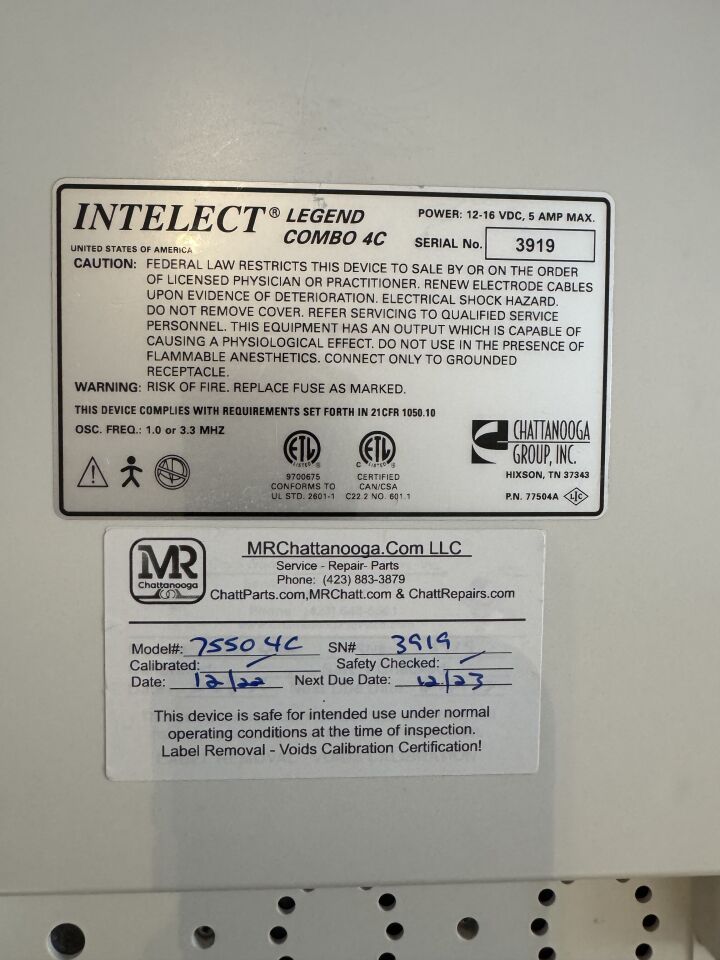 INTELECT® LEGEND COMBO 4C
POWER: 12-16 VDC, 5 AMP MAX.
SERIAL No. 3919
UNITED STATES OF AMERICA
CAUTION: FEDERAL LAW RESTRICTS THIS DEVICE TO SALE BY OR ON THE ORDER
OF LICENSED PHYSICIAN OR PRACTITIONER. RENEW ELECTRODE CABLES
UPON EVIDENCE OF DETERIORATION. ELECTRICAL SHOCK HAZARD.
DO NOT REMOVE COVER. REFER SERVICING TO QUALIFIED SERVICE
PERSONNEL. THIS EQUIPMENT HAS AN OUTPUT WHICH IS CAPABLE OF
CAUSING A PHYSIOLOGICAL EFFECT. DO NOT USE IN THE PRESENCE OF
FLAMMABLE ANESTHETICS. CONNECT ONLY TO GROUNDED
RECEPTACLE.
WARNING: RISK OF FIRE. REPLACE FUSE AS MARKED.
THIS DEVICE COMPLIES WITH REQUIREMENTS SET FORTH IN 21CFR 1050.10
OSC. FREQ.: 1.0 or 3.3 MHZ
ETL LISTED
9700675
CONFORMS TO
UL STD. 2601-1
C ETL LISTED
CERTIFIED
CAN/CSA
C22.2 NO. 601.1
CHATTANOOGA
GROUP, INC.
HIXSON, TN 37343
P.N. 77504A
MR
Chattanooga
MRChattanooga.Com LLC
Service - Repair- Parts
Phone: (423) 883-3879
ChattParts.com,MRChatt.com & ChattRepairs.com
Model#: 7550 4C SN# 3919
Calibrated: ✓ Safety Checked: ✓
Date: 12/22 Next Due Date: 12/23
This device is safe for intended use under normal
operating conditions at the time of inspection.
Label Removal - Voids Calibration Certification!